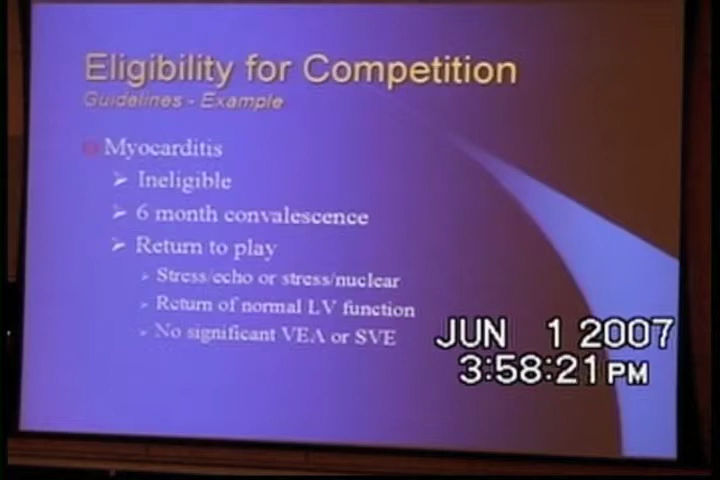 Eligibility for Competition
Guidelines - Example
Myocarditis
Ineligible
6 month convalescence
Return to play
Stress/echo or stress/nuclear
Return of normal LV function
No significant VEA or SVE
JUN 1 2007
3:58:21 PM